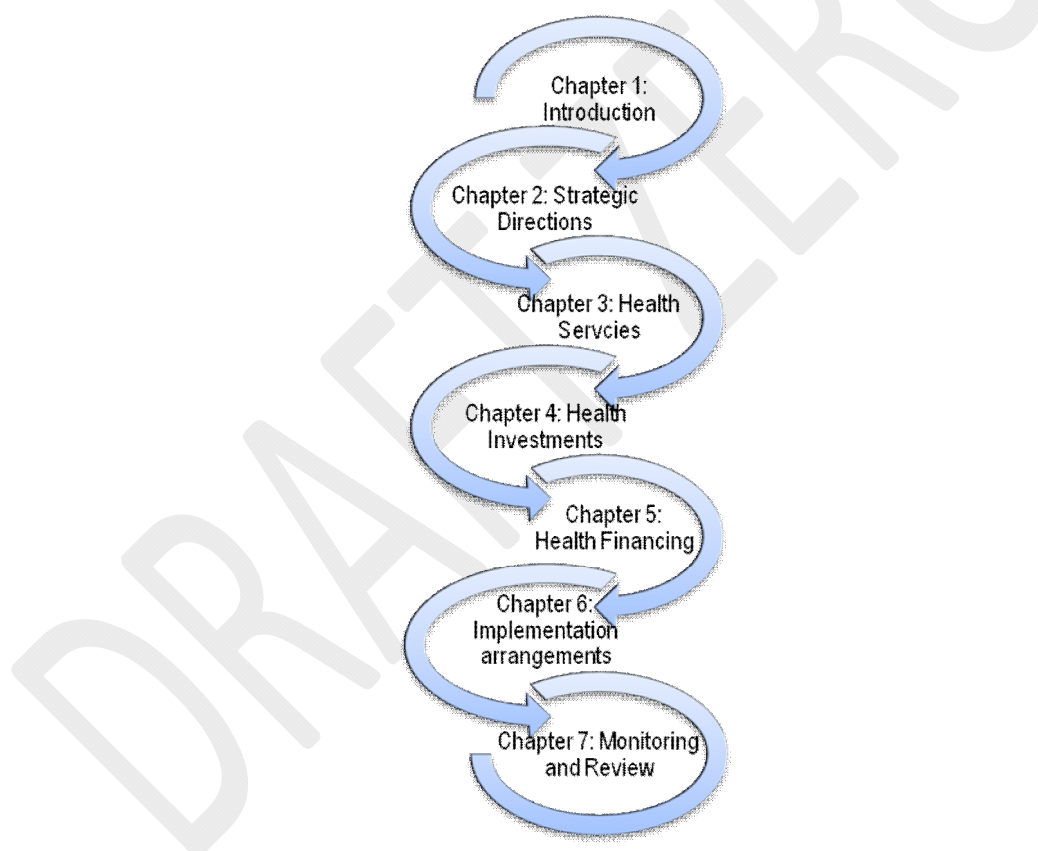 Chapter 1:
Introduction
Chapter 2: Strategic
Directions
Chapter 3: Health
Servcies
Chapter 4: Health
Investments
Chapter 5:
Health Financing
Chapter 6:
Implementation
arrangements
Chapter 7: Monitoring
and Review
DRAFT ZERO